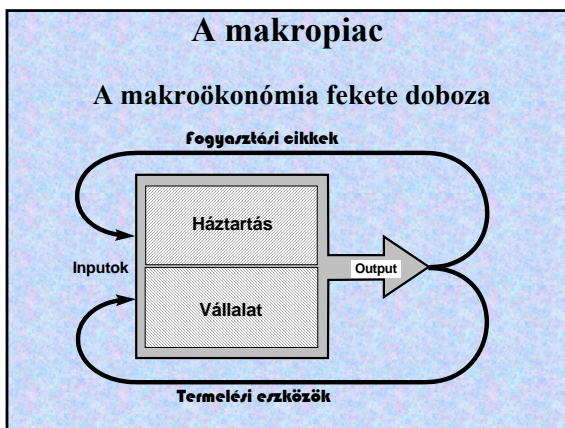 A makropiac
A makroökonómia fekete doboza
Fogyasztási cikkek
Háztartás
Inputok
Output
Vállalat
Termelési eszközök